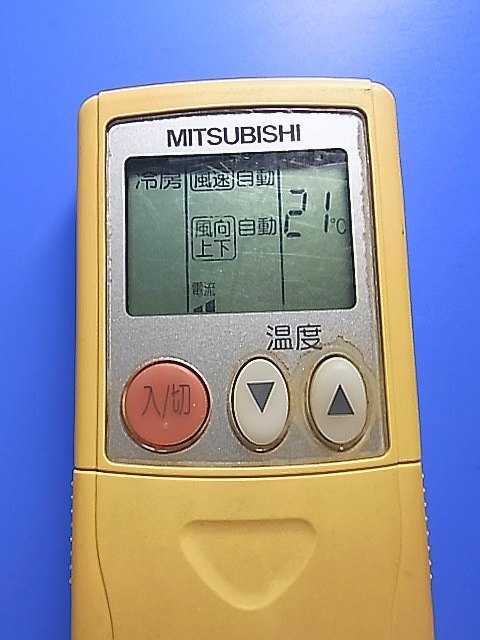 MITSUBISHI
冷房 風速 自動
21℃
風向
上下 自動
電流
温度
入/切 ▼ ▲